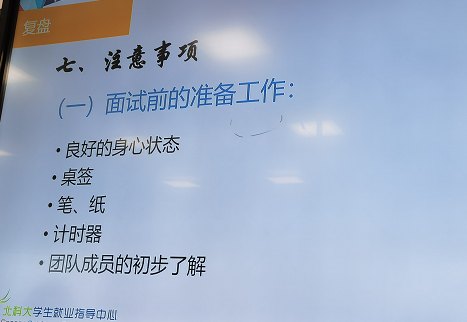 复盘
七、注意事项
（一）面试前的准备工作：
•良好的身心状态
•桌签
•笔、纸
•计时器
•团队成员的初步了解
北科大学生就业指导中心